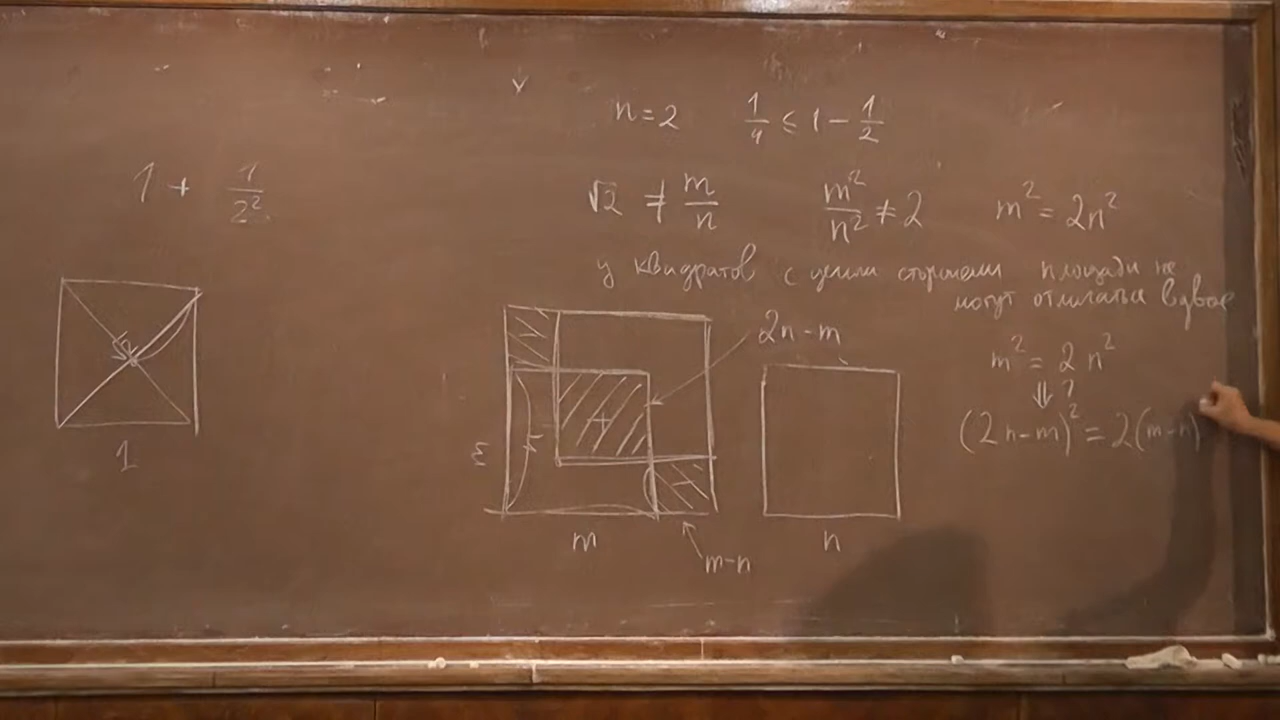 n=2 1/4 ≤ 1 − 1/2
1 + 1/2²
√2 ≠ m/n m²/n² ≠ 2 m² = 2n²
у квадратов с целыми сторонами площади не
могут отличаться вдвое
2n-m
m² = 2 n²
⇓ ?
(2n-m)² = 2(m-n)
1
m
m
n
m-n